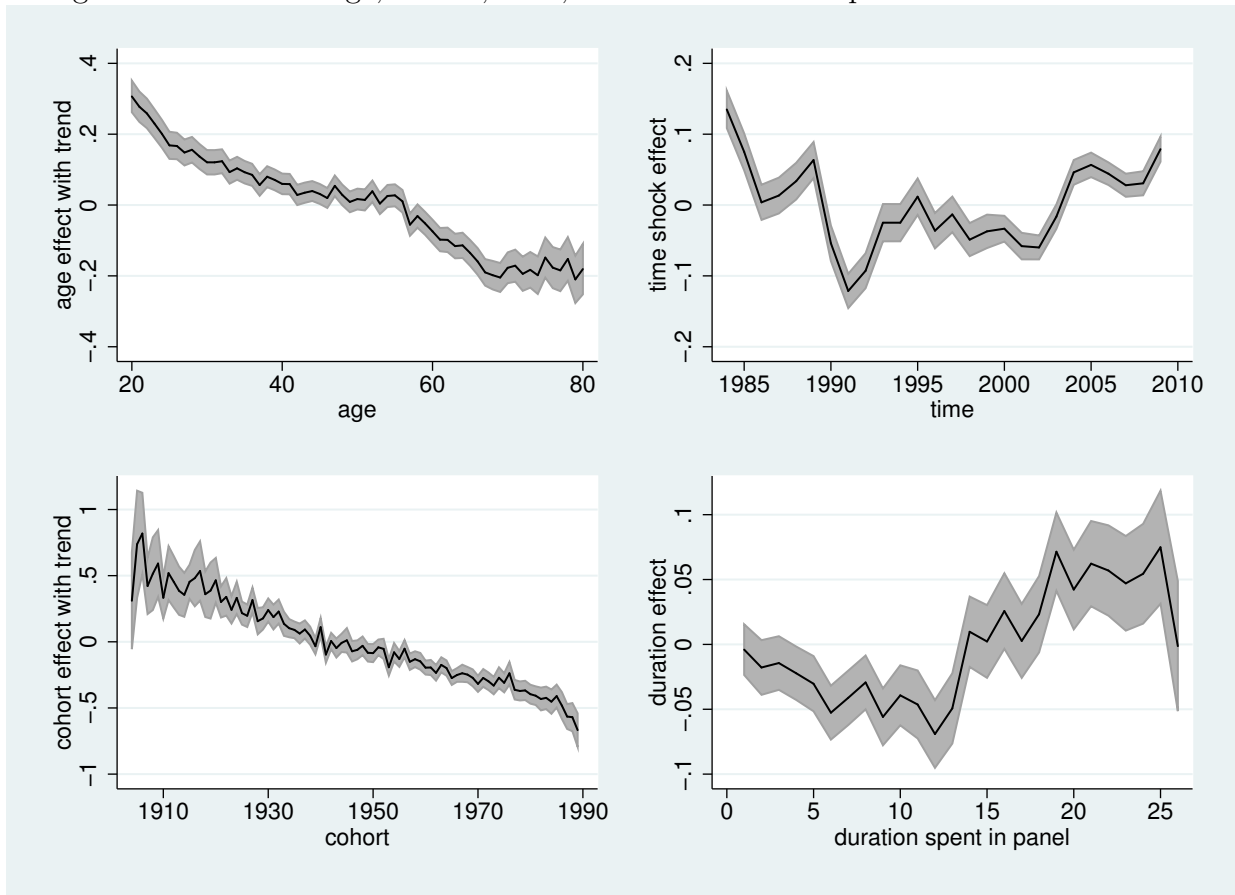 age effect with trend
.4
.2
0
-.2
-.4
20 40 60 80
age
time shock effect
.2
.1
0
-.1
-.2
1985 1990 1995 2000 2005 2010
time
cohort effect with trend
1
.5
0
-.5
-1
1910 1930 1950 1970 1990
cohort
duration effect
.1
.05
0
-.05
-.1
0 5 10 15 20 25
duration spent in panel